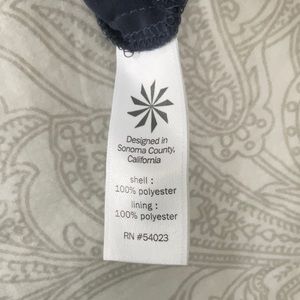 Designed in
Sonoma County,
California
shell :
100% polyester
lining :
100% polyester
RN #54023